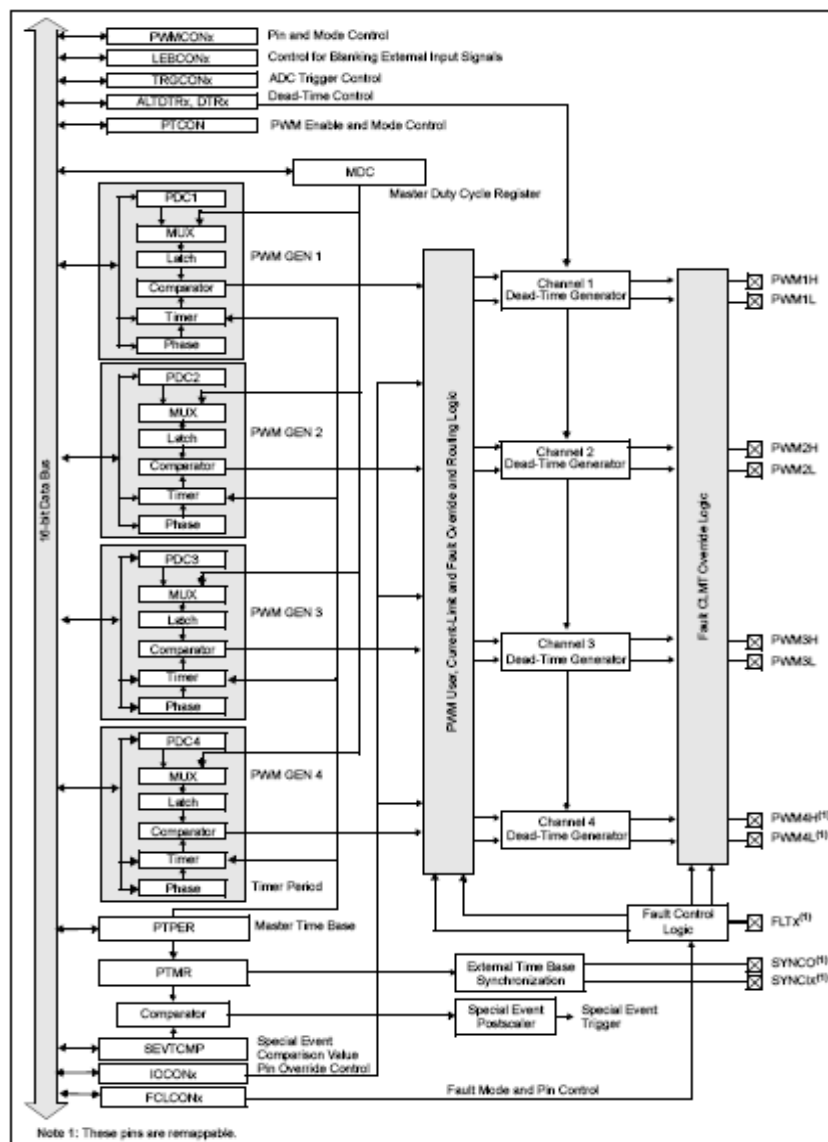 PWMCONx Pin and Mode Control
LEBCONx Control for Blanking External Input Signals
TRGCONx ADC Trigger Control
ALTDTRx, DTRx Dead-Time Control
PTCON PWM Enable and Mode Control
MDC
Master Duty Cycle Register
16-bit Data Bus
PDC1
MUX
Latch
PWM GEN 1
Comparator
Timer
Phase
PDC2
MUX
PWM GEN 2
Latch
Comparator
Timer
Phase
PDC3
MUX
PWM GEN 3
Latch
Comparator
Timer
Phase
PDC4
MUX
PWM GEN 4
Latch
Comparator
Timer
Phase
Timer Period
PTPER
Master Time Base
PTMR
Comparator
SEVTCMP
Special Event
Comparison Value
IOCONx
Pin Override Control
FCLCONx
Fault Mode and Pin Control
PWM User, Current-Limit and Fault Override and Routing Logic
Channel 1
Dead-Time Generator
Channel 2
Dead-Time Generator
Channel 3
Dead-Time Generator
Channel 4
Dead-Time Generator
Fault CLMT Override Logic
PWM1H
PWM1L
PWM2H
PWM2L
PWM3H
PWM3L
PWM4H(1)
PWM4L(1)
Fault Control
Logic
FLTX(1)
External Time Base
Synchronization
SYNCO(1)
SYNCIx(1)
Special Event
Postscaler
Special Event
Trigger
Note 1: These pins are remappable.